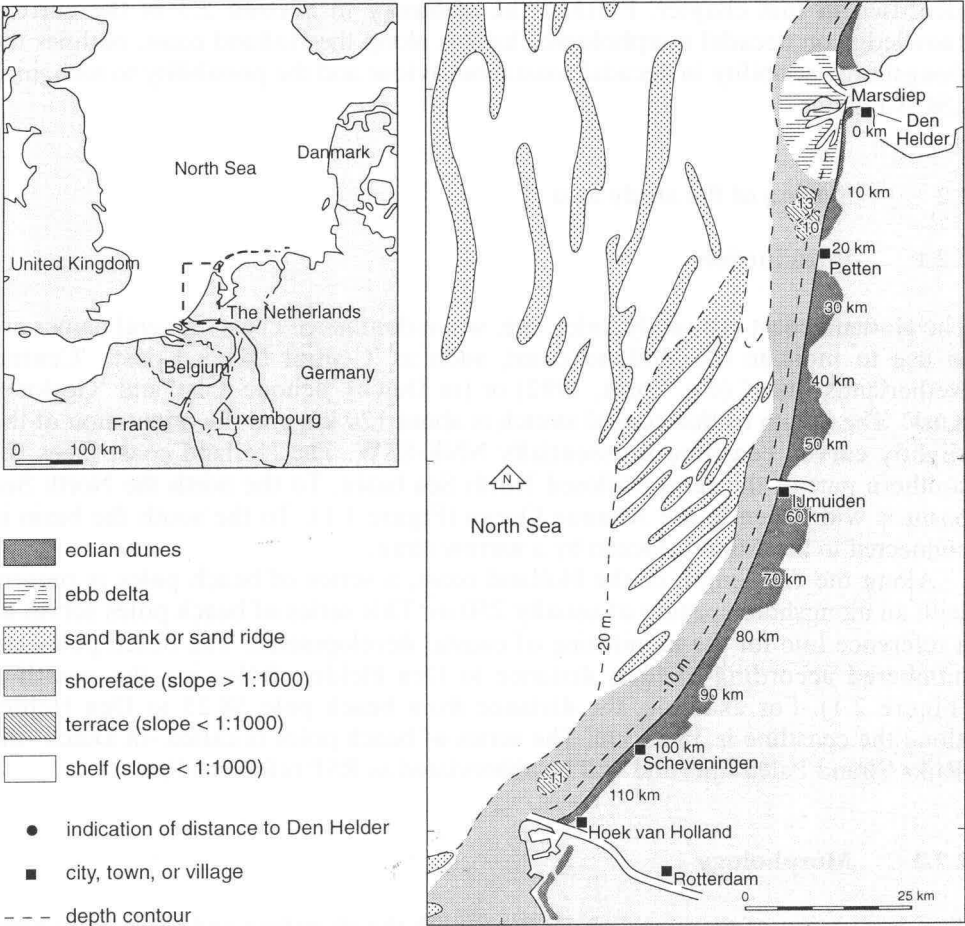 North Sea
Danmark
United Kingdom
The Netherlands
Belgium
Germany
Luxembourg
France
0 100 km
eolian dunes
ebb delta
sand bank or sand ridge
shoreface (slope > 1:1000)
terrace (slope < 1:1000)
shelf (slope < 1:1000)
indication of distance to Den Helder
city, town, or village
depth contour
Marsdiep
Den
Helder
0 km
10 km
13
-10
20 km
Petten
30 km
40 km
50 km
IJmuiden
60 km
N
North Sea
70 km
-20 m
80 km
-10 m
90 km
100 km
Scheveningen
110 km
Hoek van Holland
Rotterdam
0 25 km